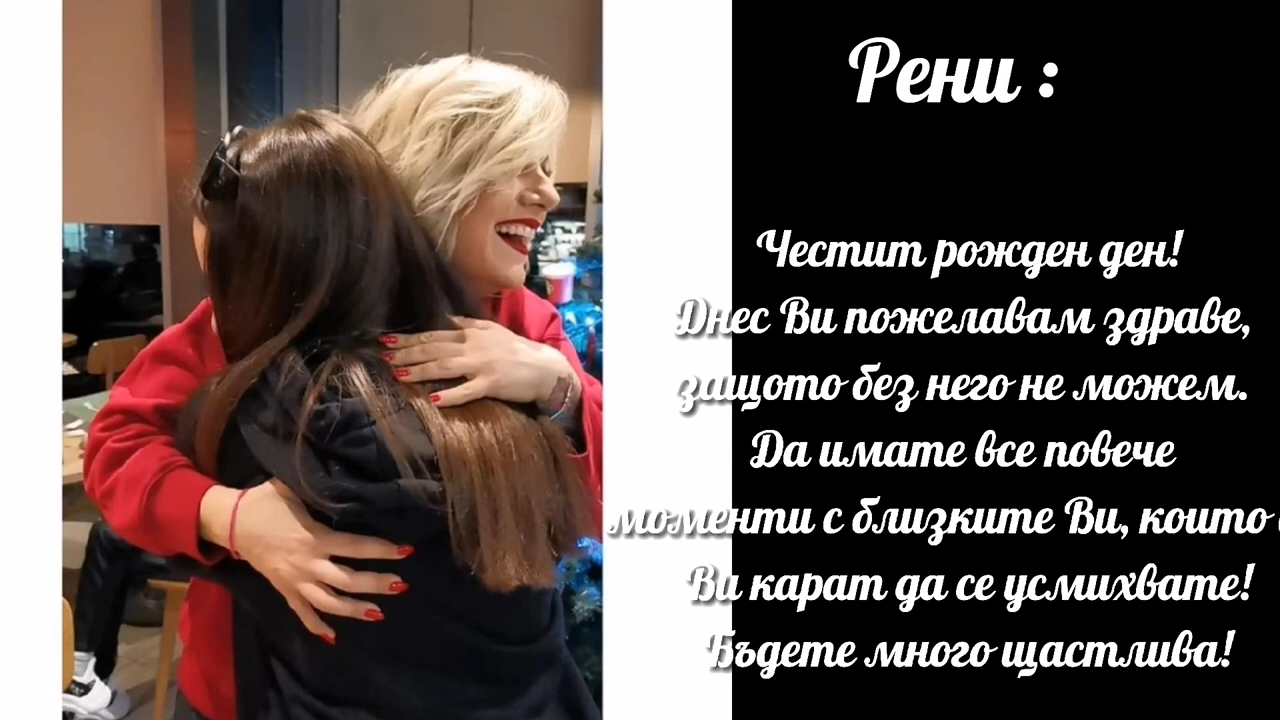 Рени :
Честит рожден ден!
Днес Ви пожелавам здраве,
защото без него не можем.
Да имате все повече
моменти с близките Ви, които
Ви карат да се усмихвате!
Бъдете много щастлива!